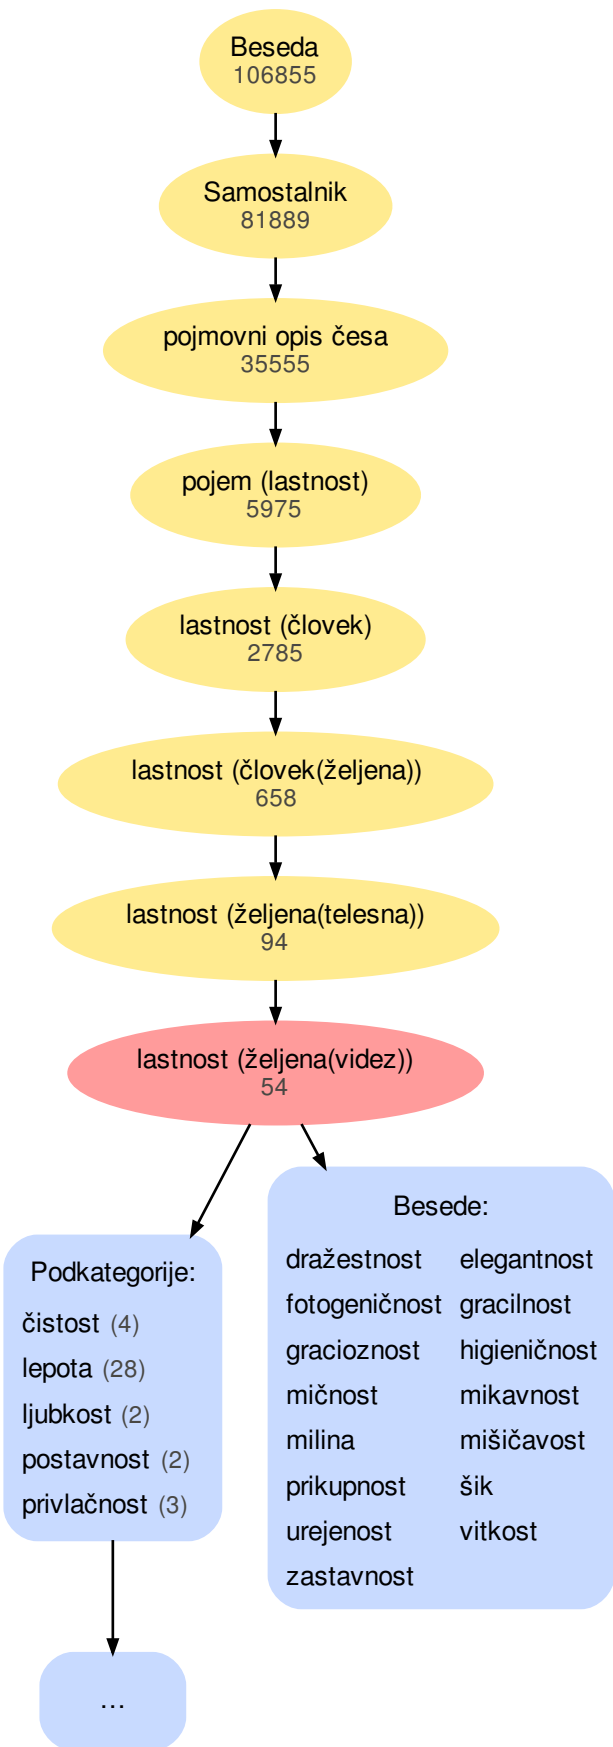 Beseda
106855
Samostalnik
81889
pojmovni opis česa
35555
pojem (lastnost)
5975
lastnost (človek)
2785
lastnost (človek(željena))
658
lastnost (željena(telesna))
94
lastnost (željena(videz))
54
Podkategorije:
čistost (4)
lepota (28)
ljubkost (2)
postavnost (2)
privlačnost (3)
...
Besede:
dražestnost elegantnost
fotogeničnost gracilnost
gracioznost higieničnost
mičnost mikavnost
milina mišičavost
prikupnost šik
urejenost vitkost
zastavnost